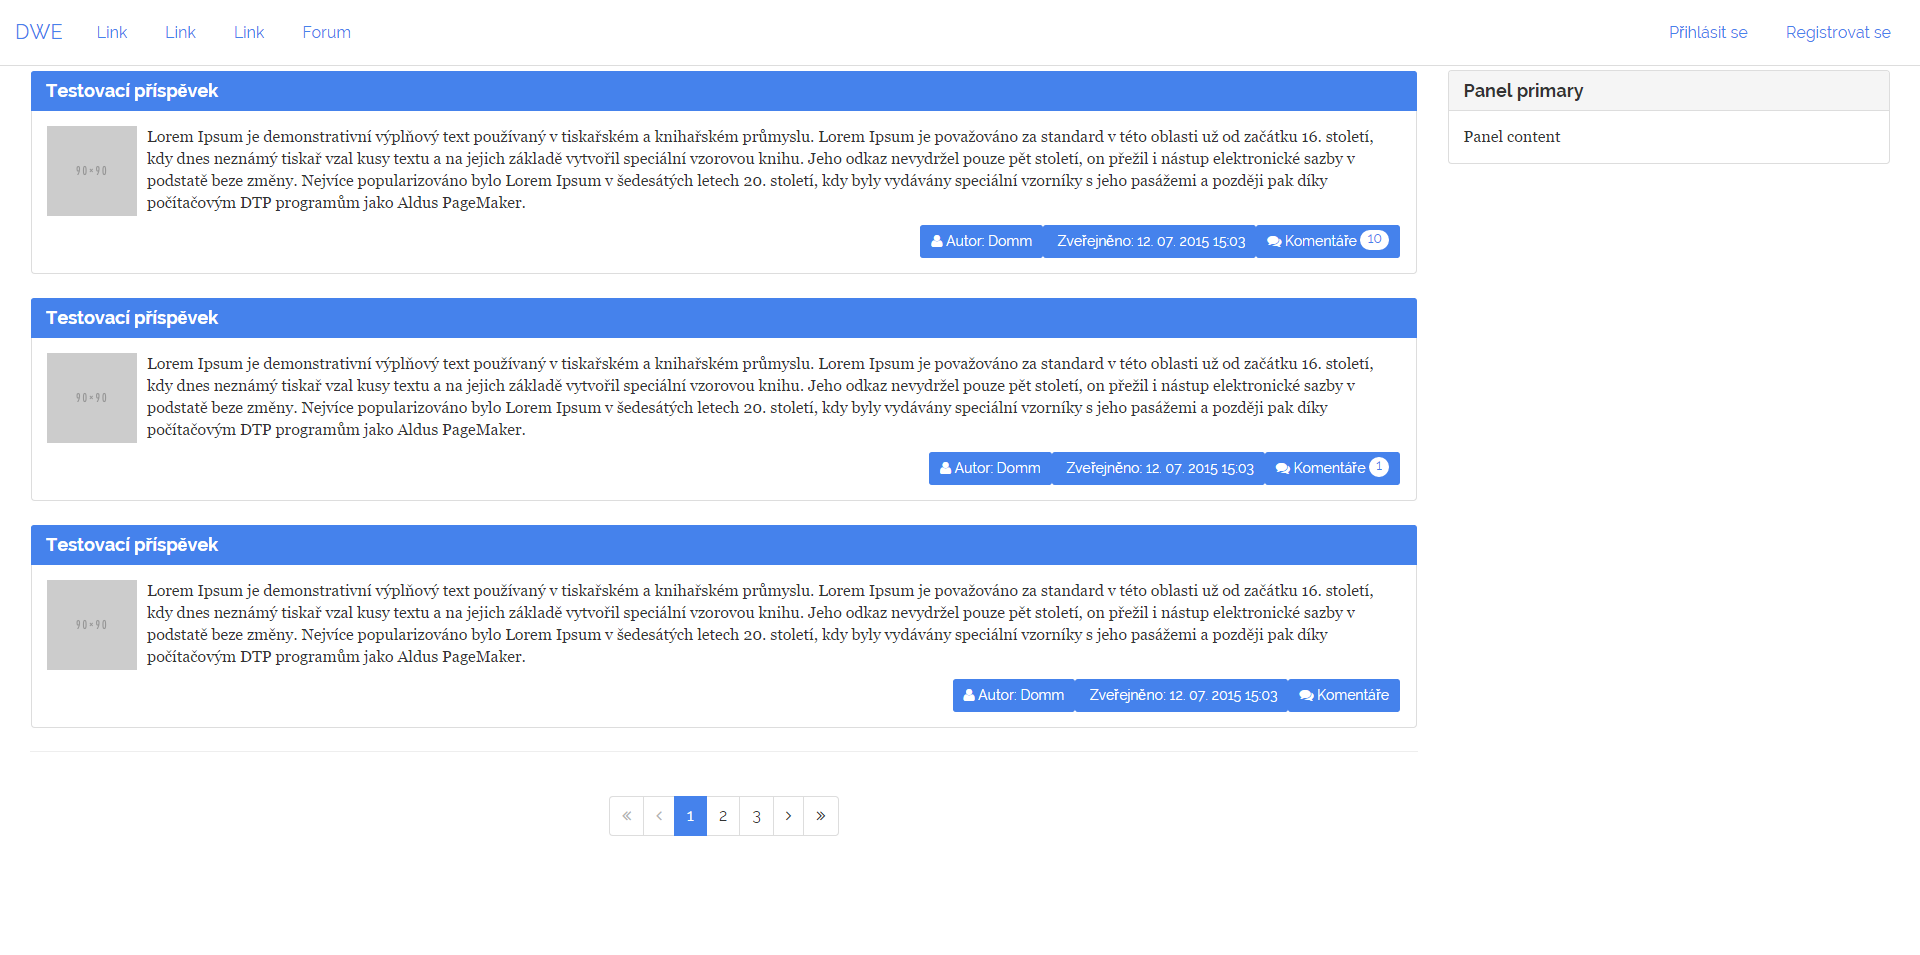 DWE Link Link Link Forum Přihlásit se Registrovat se
Testovací příspěvek
90×90
Lorem Ipsum je demonstrativní výplňový text používaný v tiskařském a knihařském průmyslu. Lorem Ipsum je považováno za standard v této oblasti už od začátku 16. století,
kdy dnes neznámý tiskař vzal kusy textu a na jejich základě vytvořil speciální vzorovou knihu. Jeho odkaz nevydržel pouze pět století, on přežil i nástup elektronické sazby v
podstatě beze změny. Nejvíce popularizováno bylo Lorem Ipsum v šedesátých letech 20. století, kdy byly vydávány speciální vzorníky s jeho pasážemi a později pak díky
počítačovým DTP programům jako Aldus PageMaker.
Autor: Domm Zveřejněno: 12. 07. 2015 15:03 Komentáře 10
Testovací příspěvek
90×90
Lorem Ipsum je demonstrativní výplňový text používaný v tiskařském a knihařském průmyslu. Lorem Ipsum je považováno za standard v této oblasti už od začátku 16. století,
kdy dnes neznámý tiskař vzal kusy textu a na jejich základě vytvořil speciální vzorovou knihu. Jeho odkaz nevydržel pouze pět století, on přežil i nástup elektronické sazby v
podstatě beze změny. Nejvíce popularizováno bylo Lorem Ipsum v šedesátých letech 20. století, kdy byly vydávány speciální vzorníky s jeho pasážemi a později pak díky
počítačovým DTP programům jako Aldus PageMaker.
Autor: Domm Zveřejněno: 12. 07. 2015 15:03 Komentáře 1
Testovací příspěvek
90×90
Lorem Ipsum je demonstrativní výplňový text používaný v tiskařském a knihařském průmyslu. Lorem Ipsum je považováno za standard v této oblasti už od začátku 16. století,
kdy dnes neznámý tiskař vzal kusy textu a na jejich základě vytvořil speciální vzorovou knihu. Jeho odkaz nevydržel pouze pět století, on přežil i nástup elektronické sazby v
podstatě beze změny. Nejvíce popularizováno bylo Lorem Ipsum v šedesátých letech 20. století, kdy byly vydávány speciální vzorníky s jeho pasážemi a později pak díky
počítačovým DTP programům jako Aldus PageMaker.
Autor: Domm Zveřejněno: 12. 07. 2015 15:03 Komentáře
« ‹ 1 2 3 › »
Panel primary
Panel content